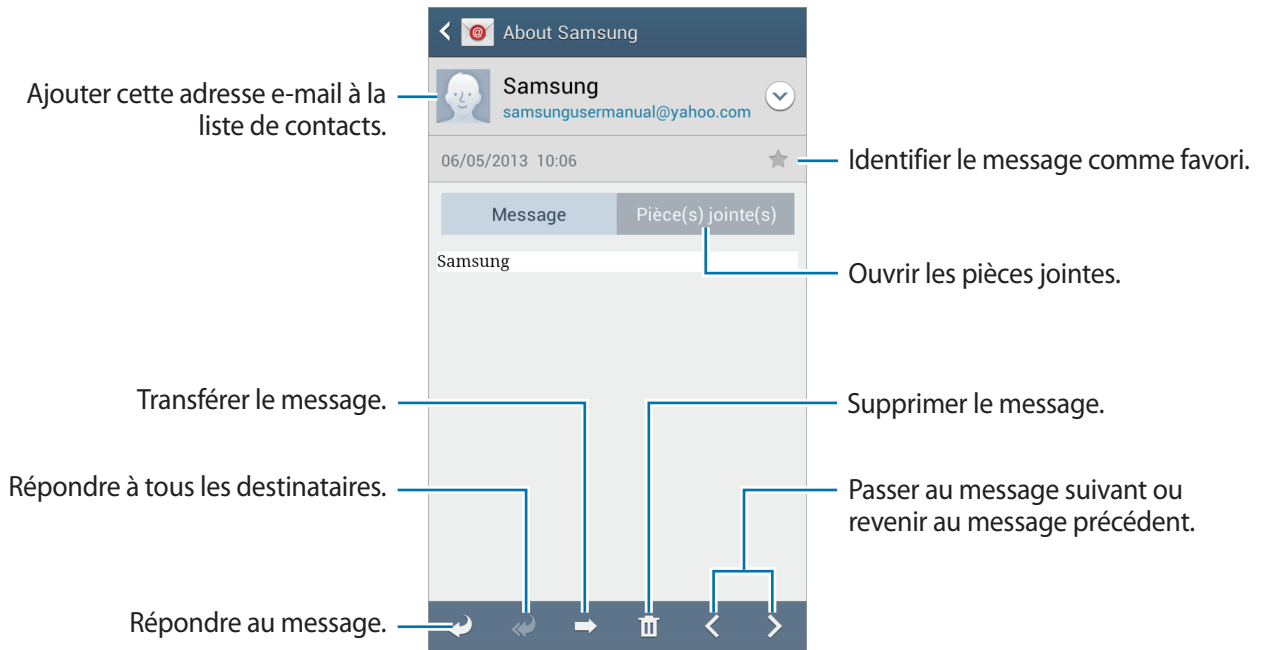 About Samsung
Samsung
samsungusermanual@yahoo.com
Ajouter cette adresse e-mail à la
liste de contacts.
06/05/2013 10:06
Identifier le message comme favori.
Message
Pièce(s) jointe(s)
Samsung
Ouvrir les pièces jointes.
Transférer le message.
Supprimer le message.
Répondre à tous les destinataires.
Passer au message suivant ou
revenir au message précédent.
Répondre au message.